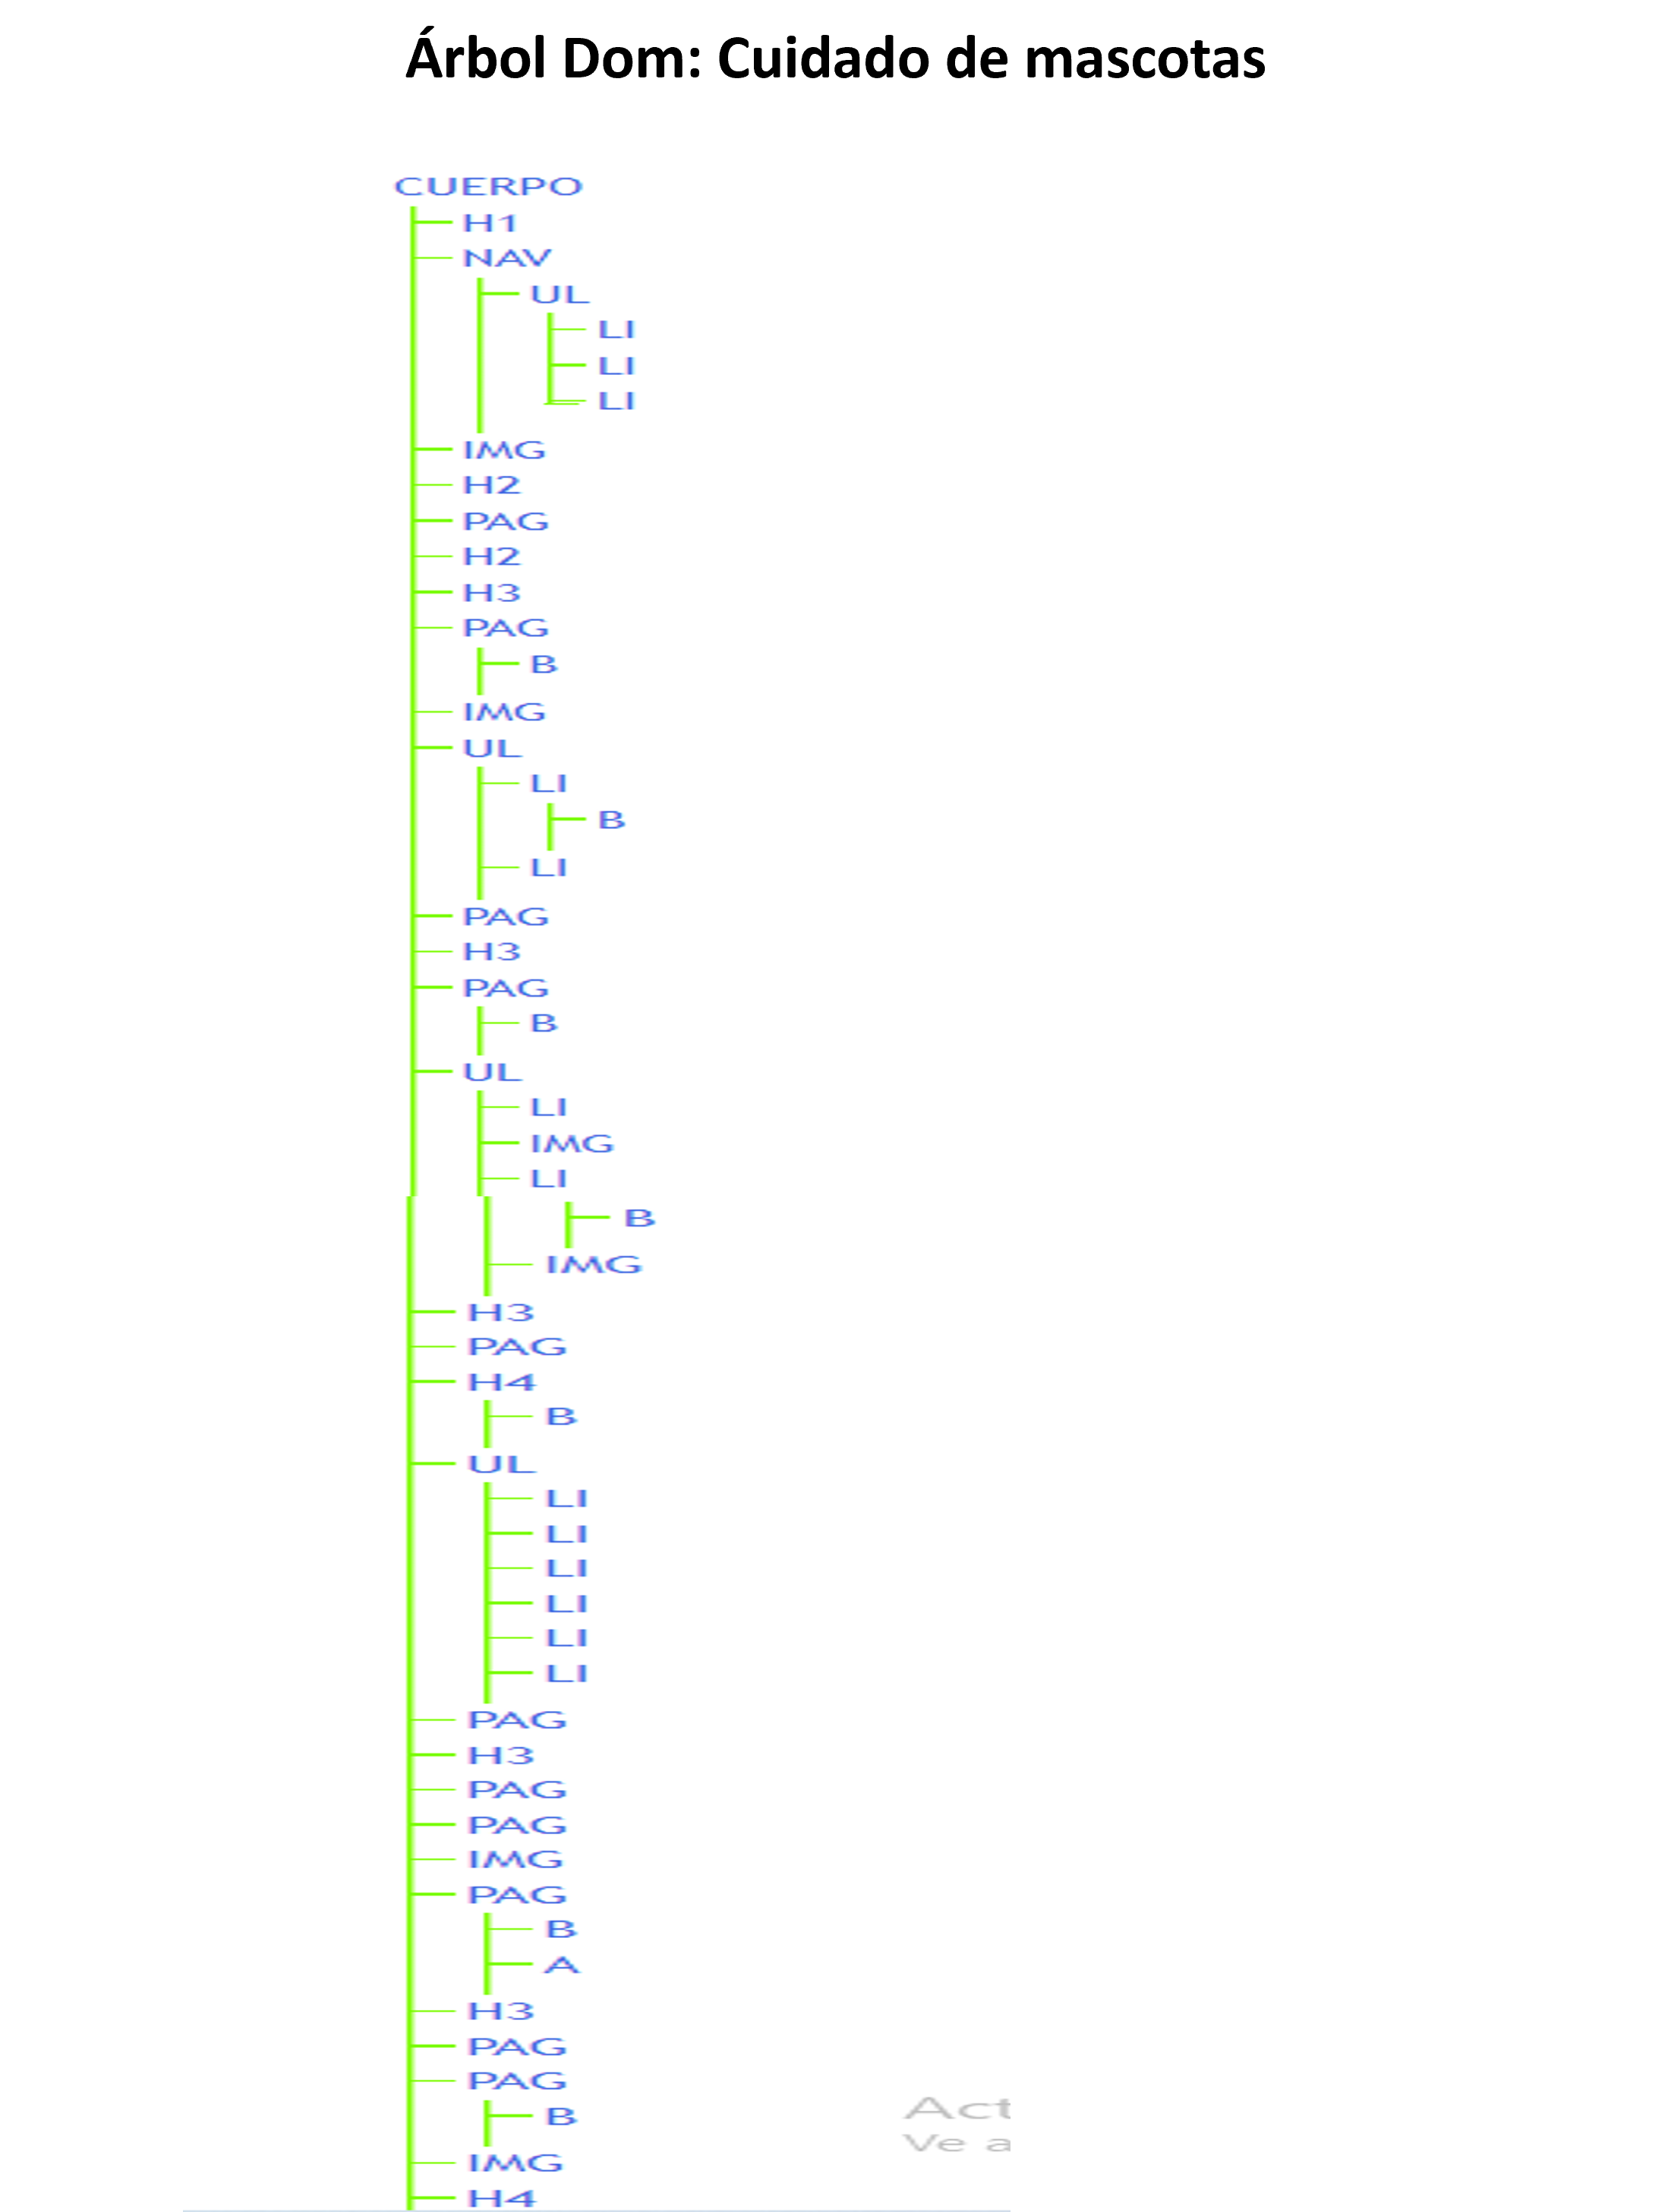 Árbol Dom: Cuidado de mascotas
CUERPO
H1
NAV
UL
LI
LI
LI
IMG
H2
PAG
H2
H3
PAG
B
IMG
UL
LI
B
LI
PAG
H3
PAG
B
UL
LI
IMG
LI
B
IMG
H3
PAG
H4
B
UL
LI
LI
LI
LI
LI
LI
PAG
H3
PAG
PAG
IMG
PAG
B
A
H3
PAG
PAG
B
IMG
H4
Act
Ve a